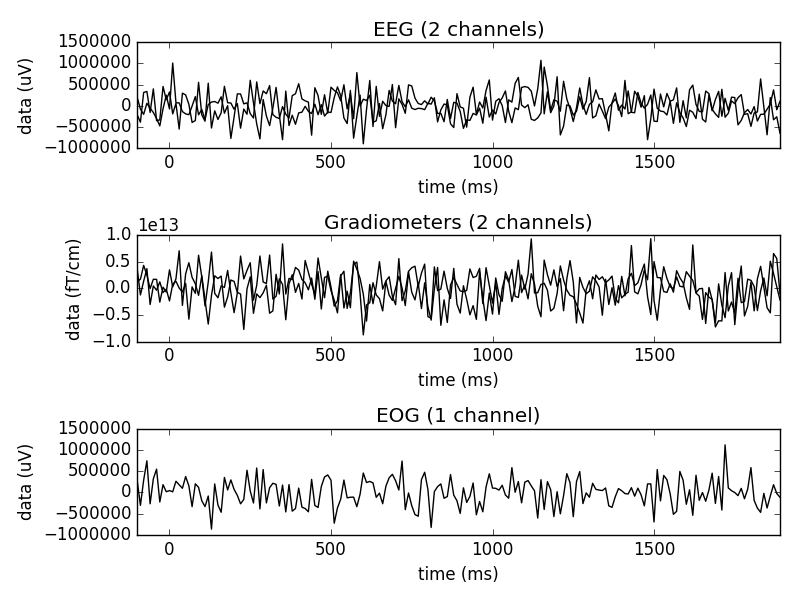 EEG (2 channels)
1500000
1000000
500000
0
−500000
−1000000
data (uV)
0 500 1000 1500
time (ms)
Gradiometers (2 channels)
1e13
1.0
0.5
0.0
−0.5
−1.0
data (fT/cm)
0 500 1000 1500
time (ms)
EOG (1 channel)
1500000
1000000
500000
0
−500000
−1000000
data (uV)
0 500 1000 1500
time (ms)